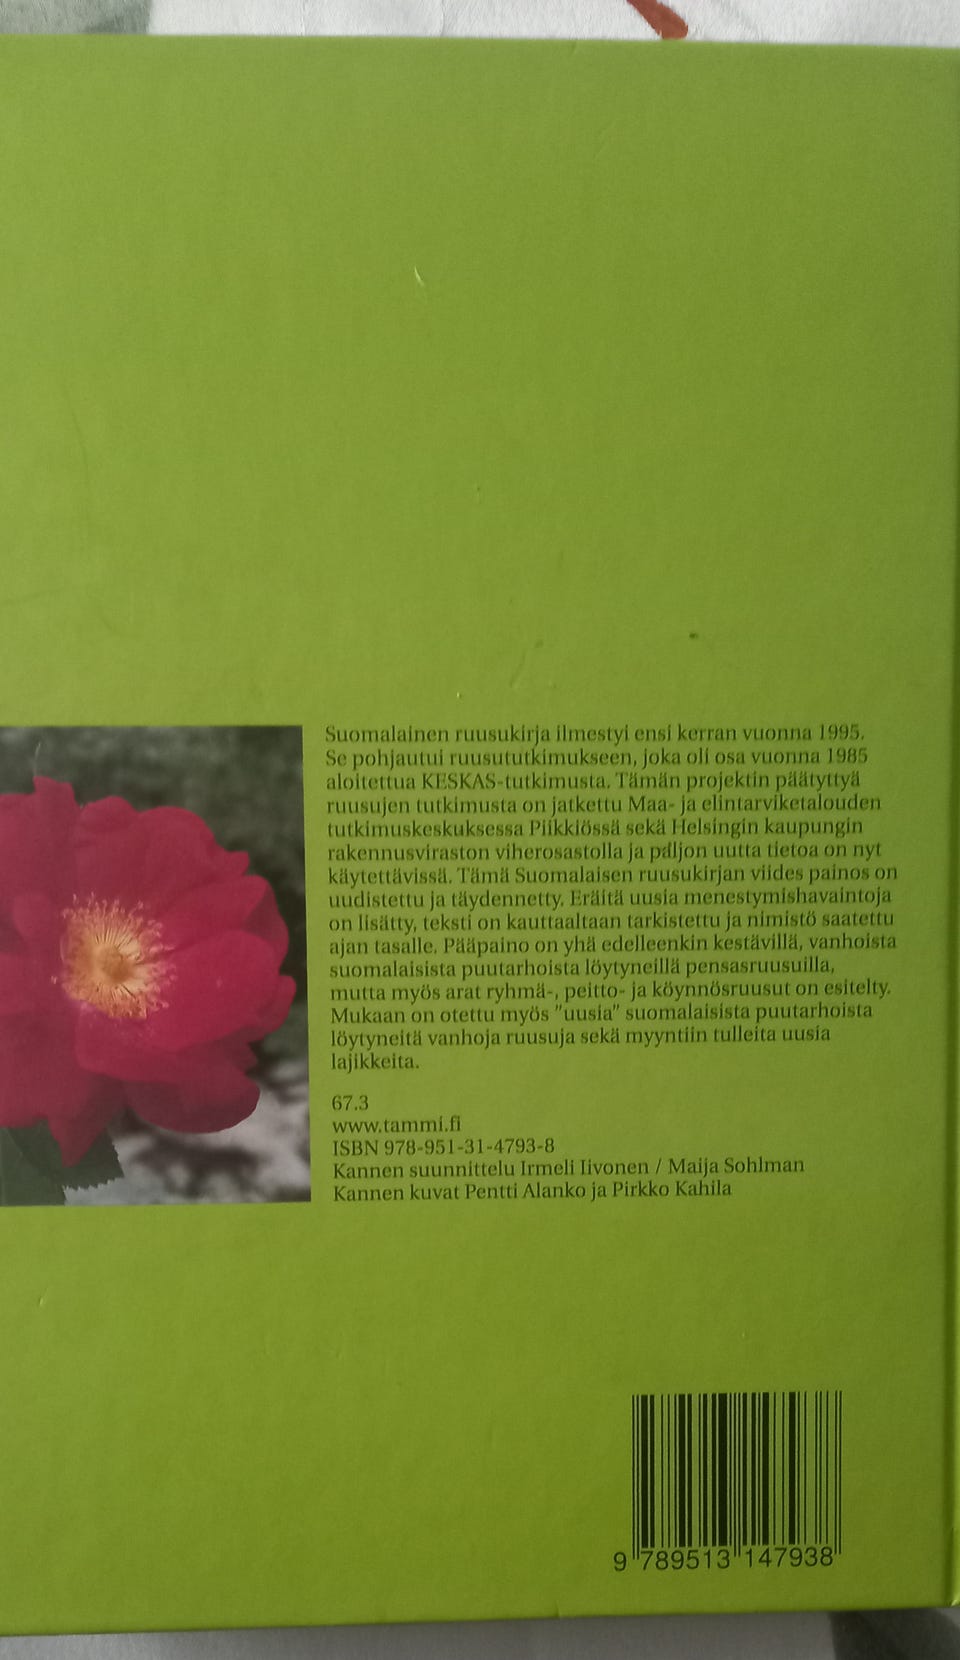 Suomalainen ruusukirja ilmestyi ensi kerran vuonna 1995.
Se pohjautui ruusututkimukseen, joka oli osa vuonna 1985
aloitettua KESKAS-tutkimusta. Tämän projektin päätyttyä
ruusujen tutkimusta on jatkettu Maa- ja elintarviketalouden
tutkimuskeskuksessa Piikkiössä sekä Helsingin kaupungin
rakennusviraston viherosastolla ja paljon uutta tietoa on nyt
käytettävissä. Tämä Suomalaisen ruusukirjan viides painos on
uudistettu ja täydennetty. Eräitä uusia menestymishavaintoja
on lisätty, teksti on kauttaaltaan tarkistettu ja nimistö saatettu
ajan tasalle. Pääpaino on yhä edelleenkin kestävillä, vanhoista
suomalaisista puutarhoista löytyneillä pensasruusuilla,
mutta myös arat ryhmä-, peitto- ja köynnösruusut on esitelty.
Mukaan on otettu myös ”uusia” suomalaisista puutarhoista
löytyneitä vanhoja ruusuja sekä myyntiin tulleita uusia
lajikkeita.
67.3
www.tammi.fi
ISBN 978-951-31-4793-8
Kannen suunnittelu Irmeli Iivonen / Maija Sohlman
Kannen kuvat Pentti Alanko ja Pirkko Kahila
9 789513 147938